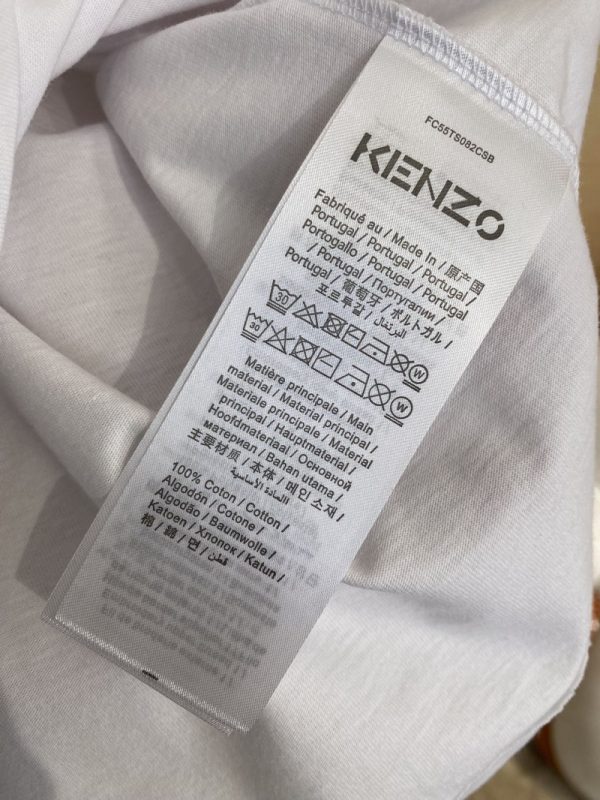 FC55TS082CSB
KENZO
Fabriqué au / Made In / 原产国
Portugal / Portugal / Portugal
Portogallo / Portugal / Portugal
/ Portugal / Португалии /
Portugal / 葡萄牙 / ポルトガル /
포르투갈 / البرتغال /
30 W
30 W
Matière principale / Main
material / Material principal /
Materiale principale / Material
principal / Hauptmaterial /
Hoofdmateriaal / Основной
материал / Bahan utama /
主要材质 / 本体 / 메인 소재 /
المادة الأساسية
100% Coton / Cotton /
Algodón / Cotone /
Algodão / Baumwolle /
Katoen / Хлопок / Katun /
棉 / 綿 / 면 / قطن /